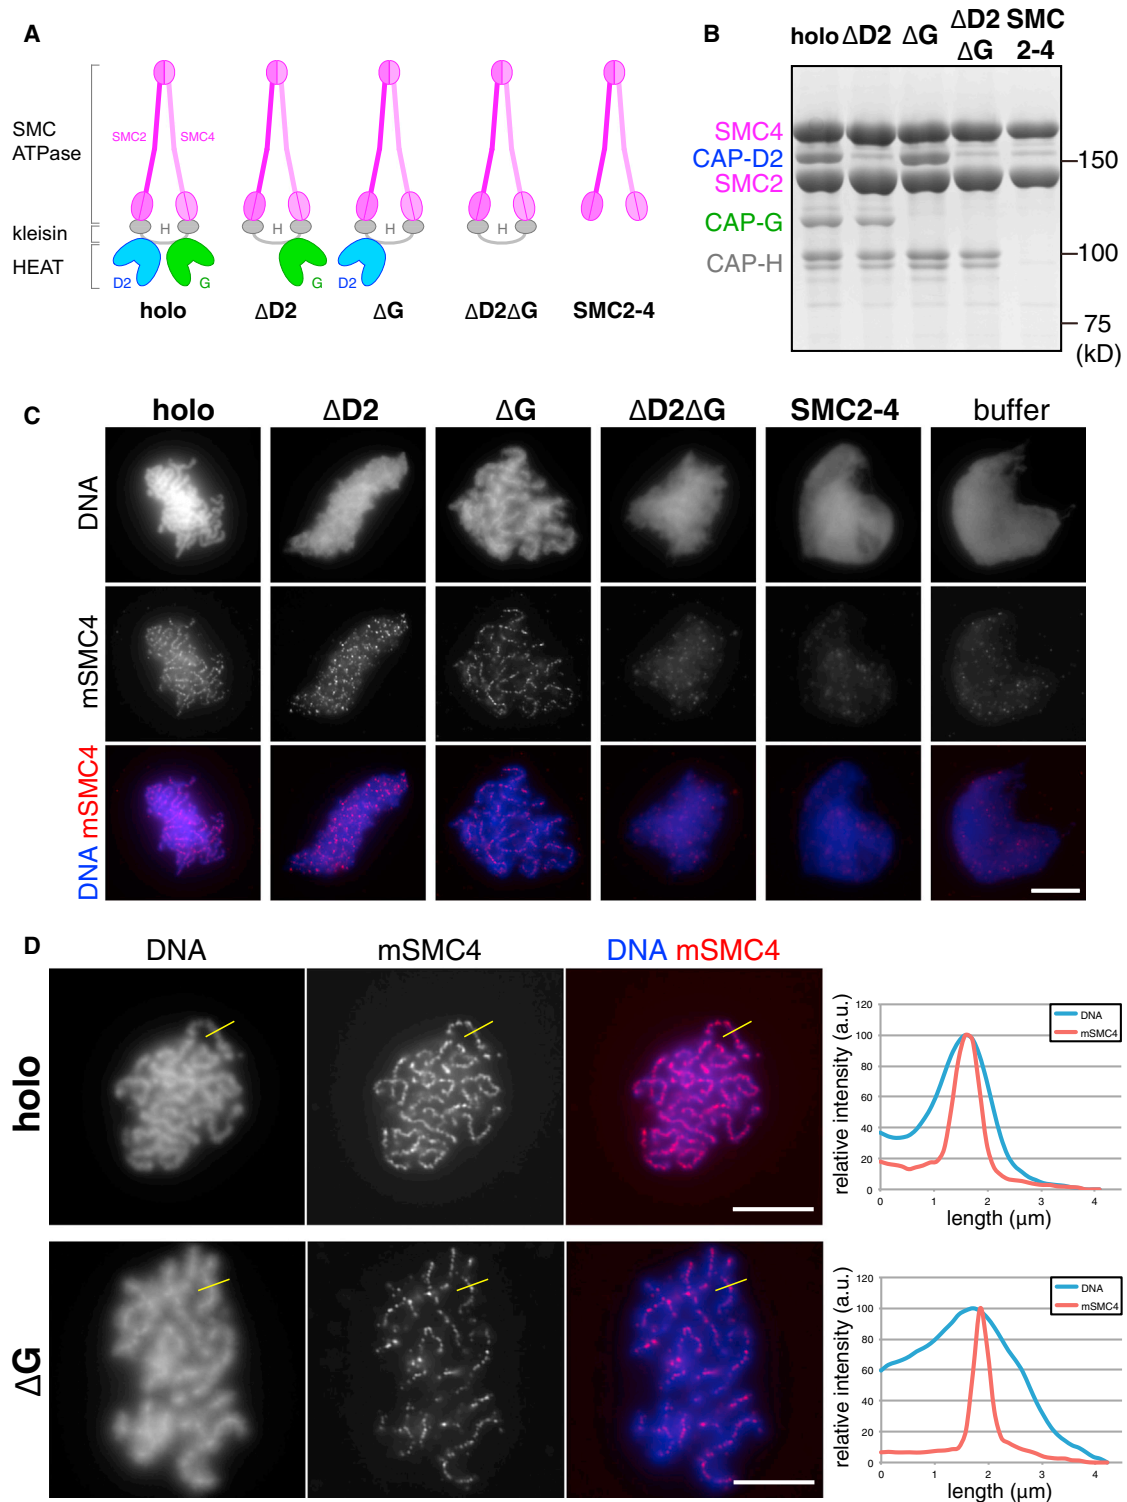 A
SMC
ATPase
kleisin
HEAT
SMC2
SMC4
H
D2
G
holo
H
G
ΔD2
H
D2
ΔG
H
ΔD2ΔG
SMC2-4
B
holo ΔD2 ΔG ΔD2 SMC
ΔG 2-4
SMC4
CAP-D2
SMC2
CAP-G
CAP-H
150
100
75
(kD)
C
holo ΔD2 ΔG ΔD2ΔG SMC2-4 buffer
DNA
mSMC4
DNA mSMC4
D
DNA mSMC4 DNA mSMC4
holo
relative intensity (a.u.)
120
100
80
60
40
20
0
0 1 2 3 4
length (μm)
DNA
mSMC4
ΔG
relative intensity (a.u.)
120
100
80
60
40
20
0
0 1 2 3 4
length (μm)
DNA
mSMC4